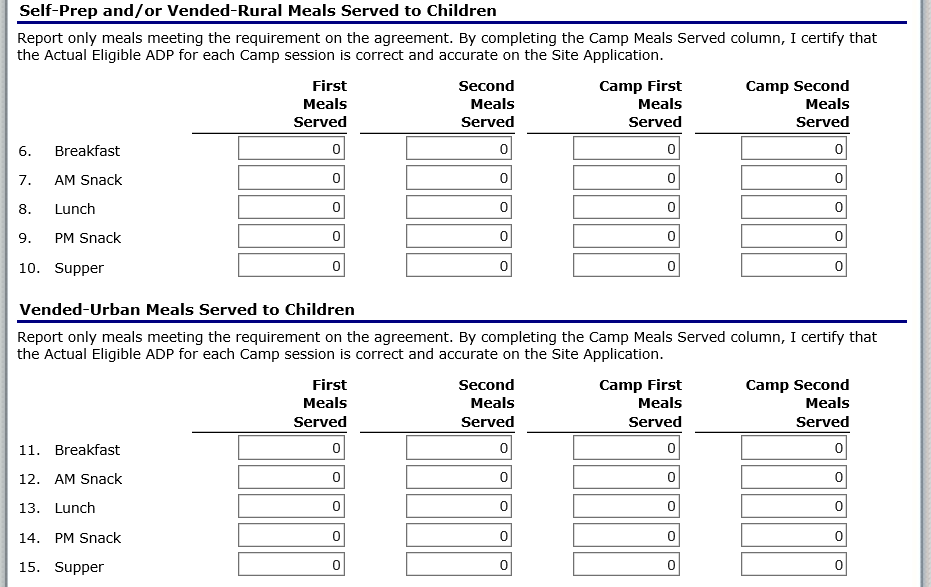 Self-Prep and/or Vended-Rural Meals Served to Children
Report only meals meeting the requirement on the agreement. By completing the Camp Meals Served column, I certify that
the Actual Eligible ADP for each Camp session is correct and accurate on the Site Application.
First Second Camp First Camp Second
Meals Meals Meals Meals
Served Served Served Served
6. Breakfast 0 0 0 0
7. AM Snack 0 0 0 0
8. Lunch 0 0 0 0
9. PM Snack 0 0 0 0
10. Supper 0 0 0 0
Vended-Urban Meals Served to Children
Report only meals meeting the requirement on the agreement. By completing the Camp Meals Served column, I certify that
the Actual Eligible ADP for each Camp session is correct and accurate on the Site Application.
First Second Camp First Camp Second
Meals Meals Meals Meals
Served Served Served Served
11. Breakfast 0 0 0 0
12. AM Snack 0 0 0 0
13. Lunch 0 0 0 0
14. PM Snack 0 0 0 0
15. Supper 0 0 0 0